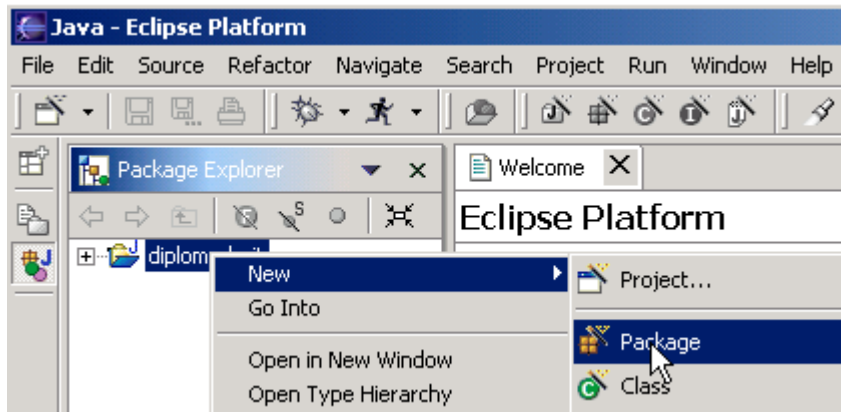 Java - Eclipse Platform
File Edit Source Refactor Navigate Search Project Run Window Help
Package Explorer
Welcome
Eclipse Platform
New
Project...
Go Into
Package
Open in New Window
Class
Open Type Hierarchy